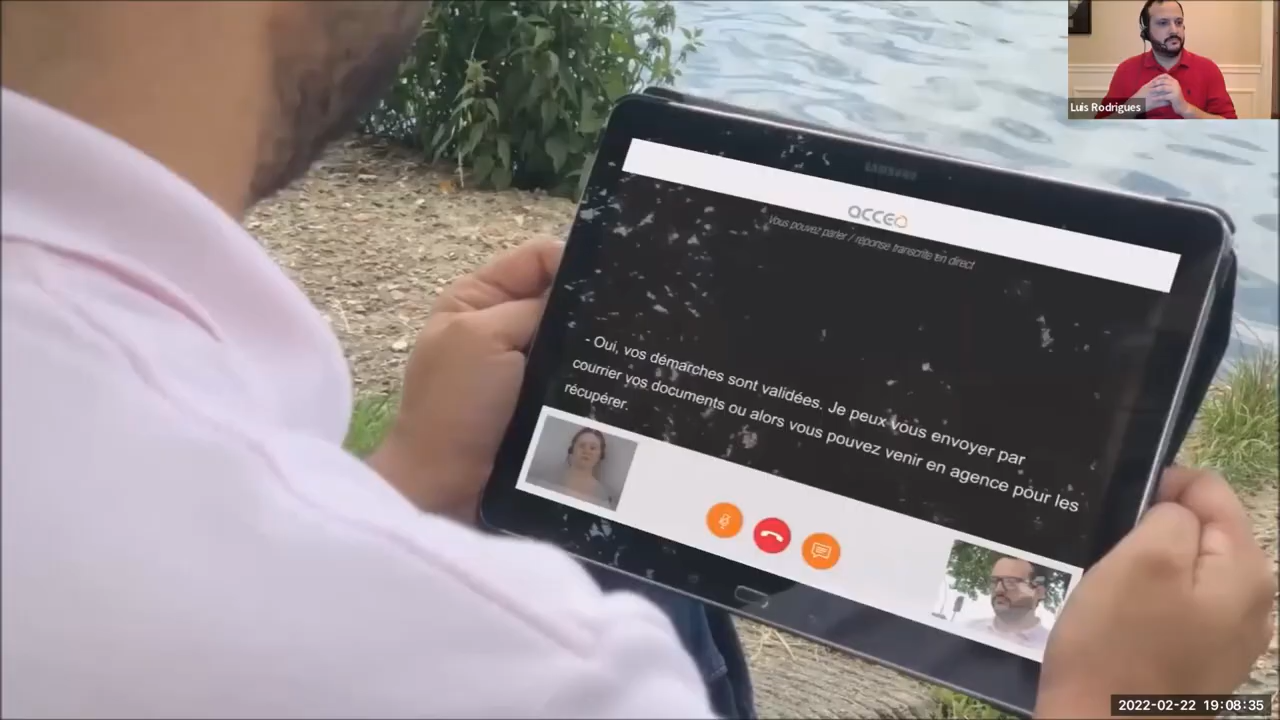 Luis Rodrigues
SAMSUNG
acceo
Vous pouvez parler / réponse transcrite en direct
- Oui, vos démarches sont validées. Je peux vous envoyer par
courrier vos documents ou alors vous pouvez venir en agence pour les
récupérer.
2022-02-22 19:08:35